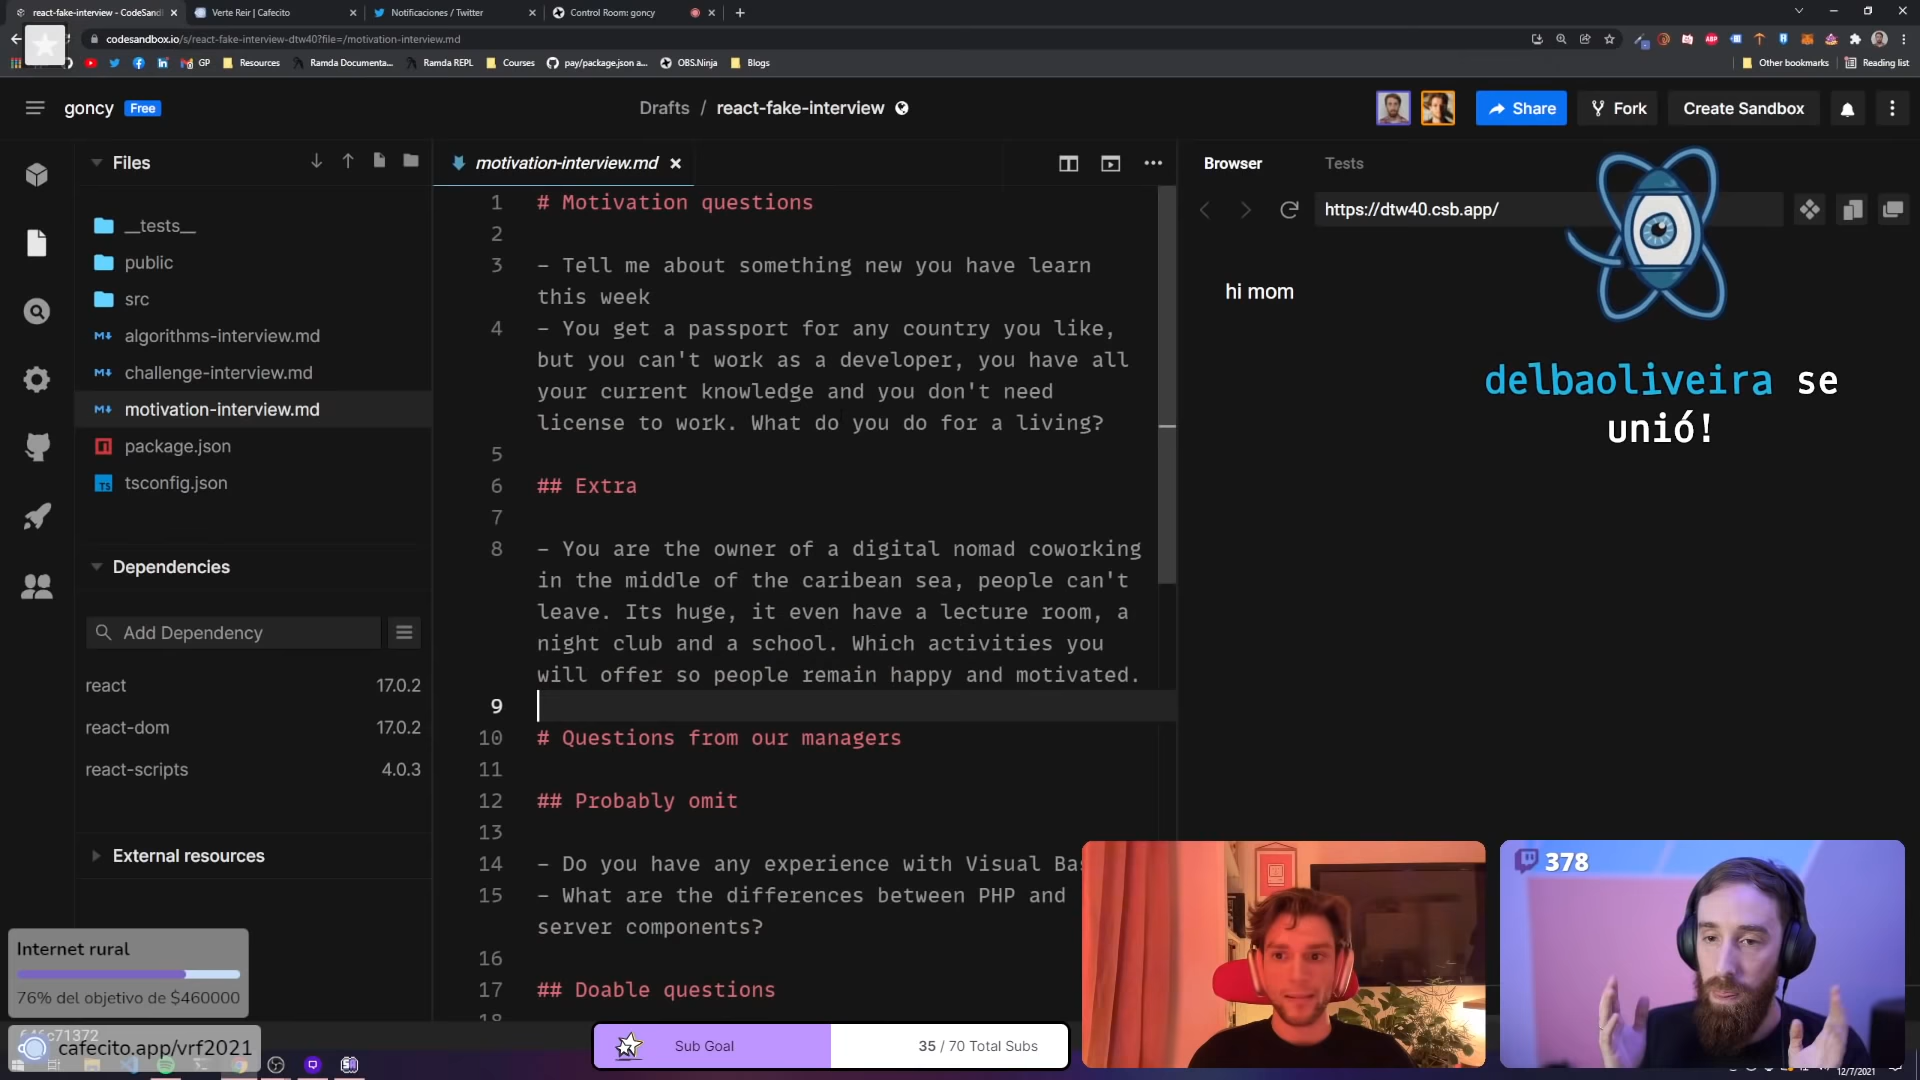 react-fake-interview - CodeSand
Verte Reir | Cafecito
Notificaciones / Twitter
Control Room: goncy
codesandbox.io/s/react-fake-interview-dtw40?file=/motivation-interview.md
GP
Resources
Ramda Documenta...
Ramda REPL
Courses
pay/package.json a...
OBS.Ninja
Blogs
Other bookmarks
Reading list
goncy
Free
Drafts / react-fake-interview
Share
Fork
Create Sandbox
Files
__tests__
public
src
algorithms-interview.md
challenge-interview.md
motivation-interview.md
package.json
tsconfig.json
Dependencies
Add Dependency
react 17.0.2
react-dom 17.0.2
react-scripts 4.0.3
External resources
motivation-interview.md
1 # Motivation questions
2
3 - Tell me about something new you have learn
this week
4 - You get a passport for any country you like,
but you can't work as a developer, you have all
your current knowledge and you don't need
license to work. What do you do for a living?
5
6 ## Extra
7
8 - You are the owner of a digital nomad coworking
in the middle of the caribean sea, people can't
leave. Its huge, it even have a lecture room, a
night club and a school. Which activities you
will offer so people remain happy and motivated.
9
10 # Questions from our managers
11
12 ## Probably omit
13
14 - Do you have any experience with Visual Ba
15 - What are the differences between PHP and
server components?
16
17 ## Doable questions
18
Browser
Tests
https://dtw40.csb.app/
hi mom
delbaoliveira se
unió!
378
Internet rural
76% del objetivo de $460000
cafecito.app/vrf2021
Sub Goal
35 / 70 Total Subs
12/7/2021